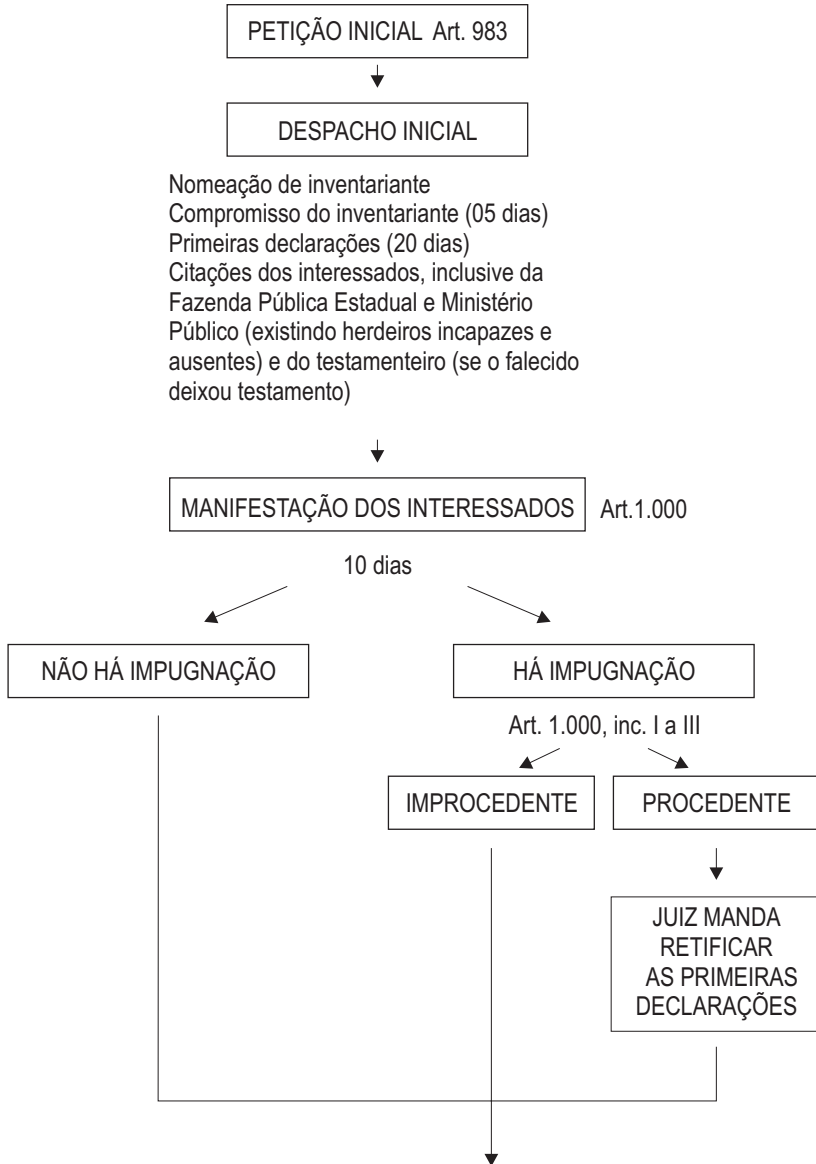 PETIÇÃO INICIAL Art. 983
DESPACHO INICIAL
Nomeação de inventariante
Compromisso do inventariante (05 dias)
Primeiras declarações (20 dias)
Citações dos interessados, inclusive da
Fazenda Pública Estadual e Ministério
Público (existindo herdeiros incapazes e
ausentes) e do testamenteiro (se o falecido
deixou testamento)
MANIFESTAÇÃO DOS INTERESSADOS Art.1.000
10 dias
NÃO HÁ IMPUGNAÇÃO
HÁ IMPUGNAÇÃO
Art. 1.000, inc. I a III
IMPROCEDENTE
PROCEDENTE
JUIZ MANDA
RETIFICAR
AS PRIMEIRAS
DECLARAÇÕES